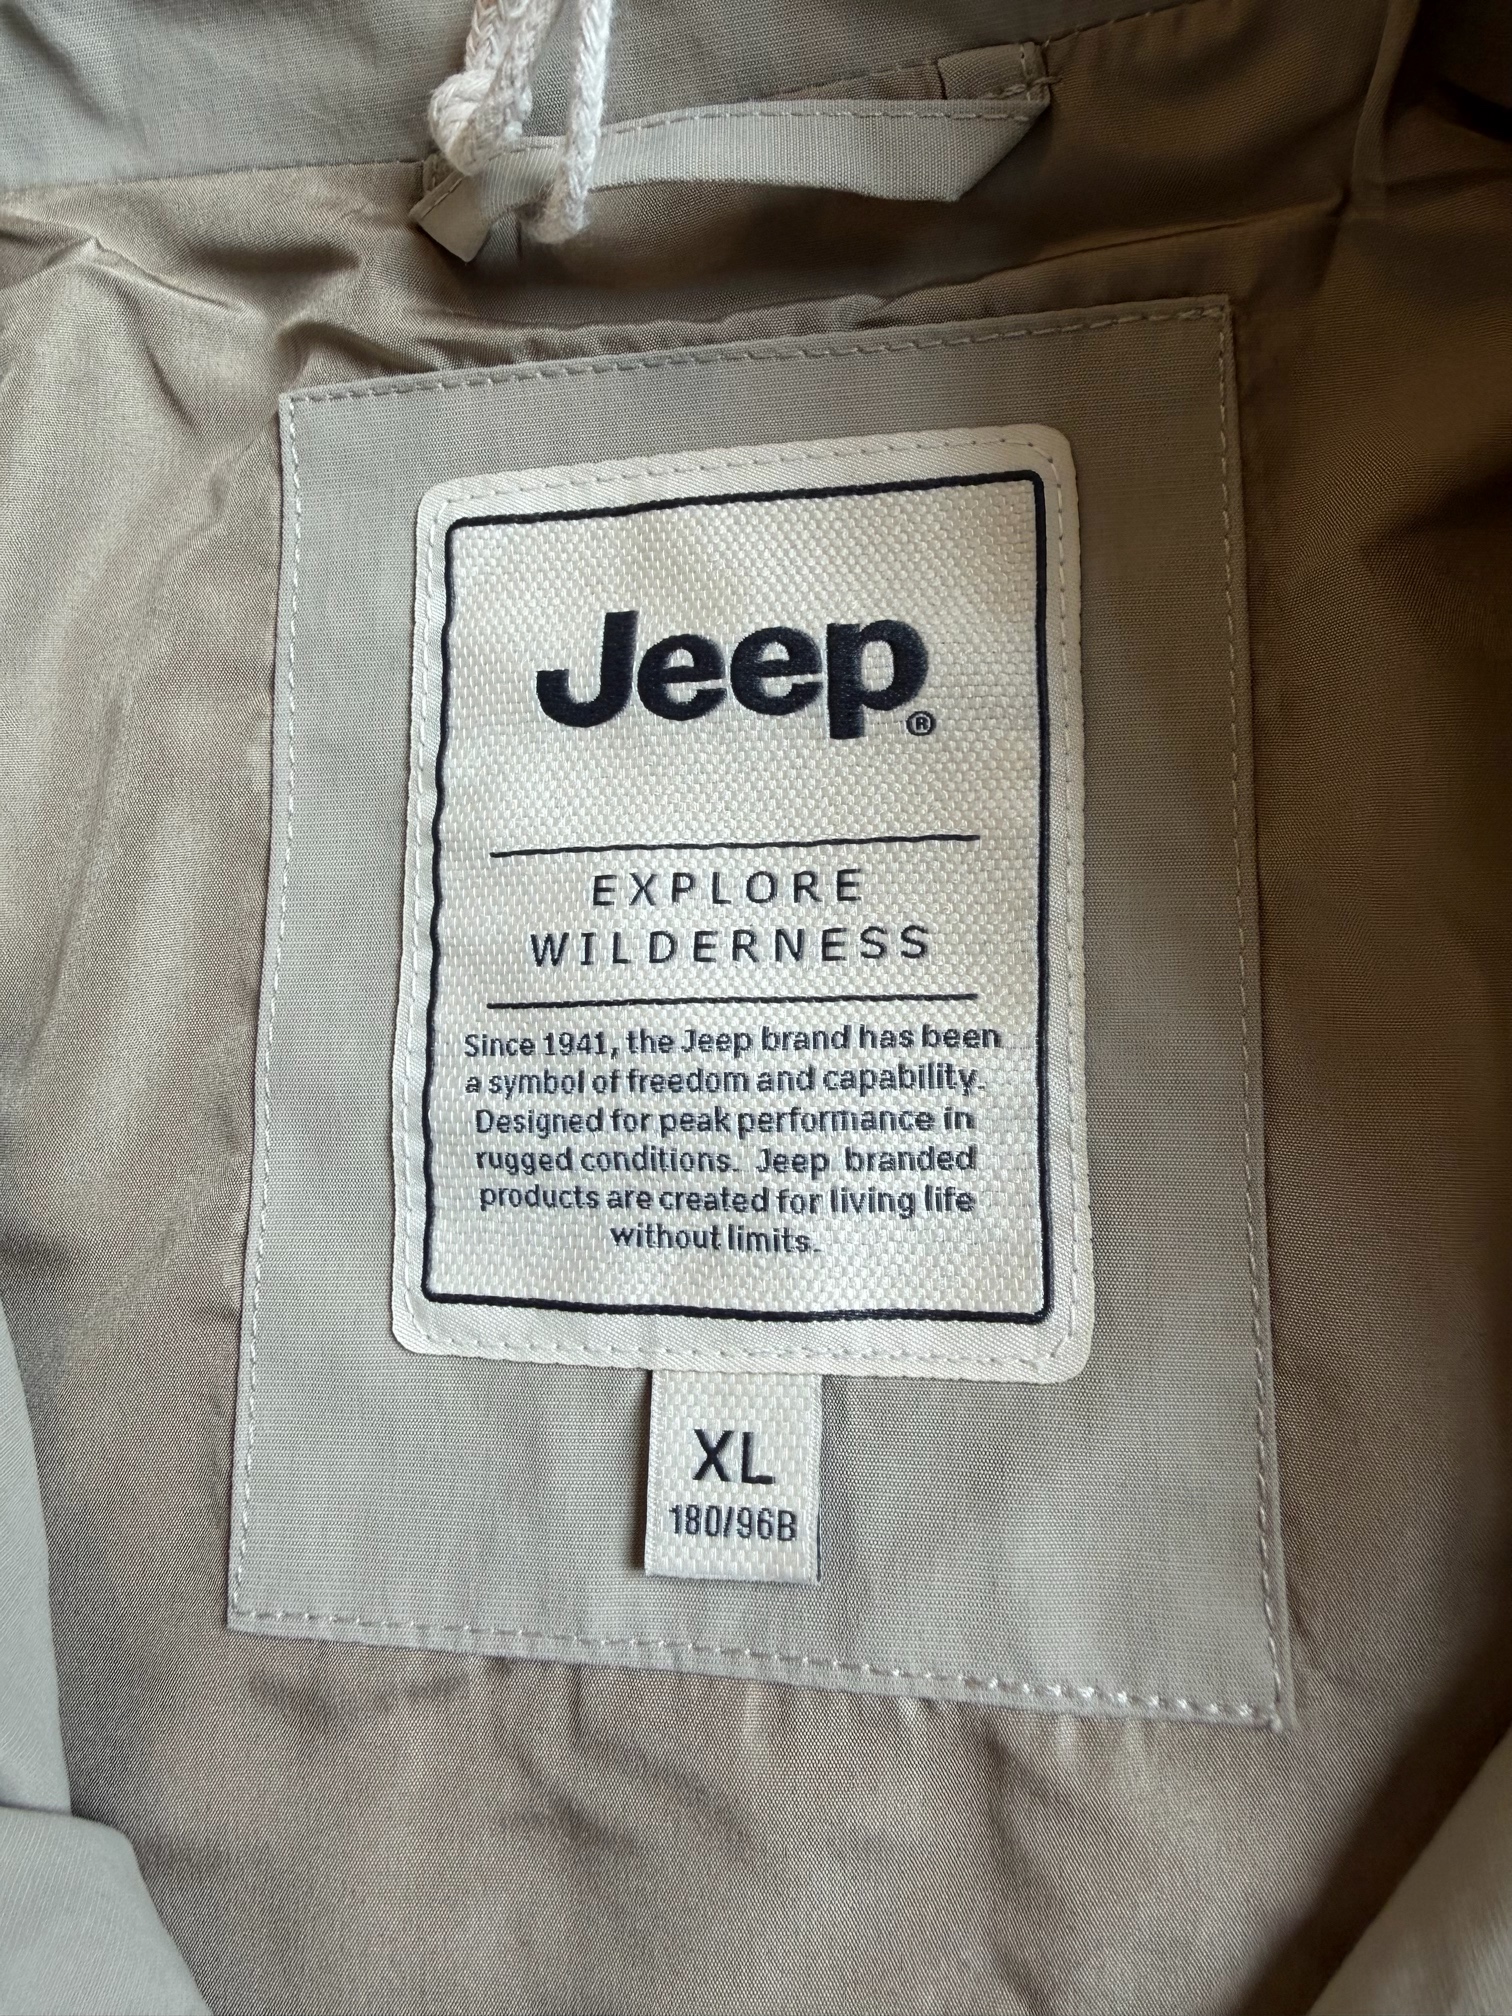 Jeep®
EXPLORE
WILDERNESS
Since 1941, the Jeep brand has been
a symbol of freedom and capability.
Designed for peak performance in
rugged conditions. Jeep branded
products are created for living life
without limits.
XL
180/96B